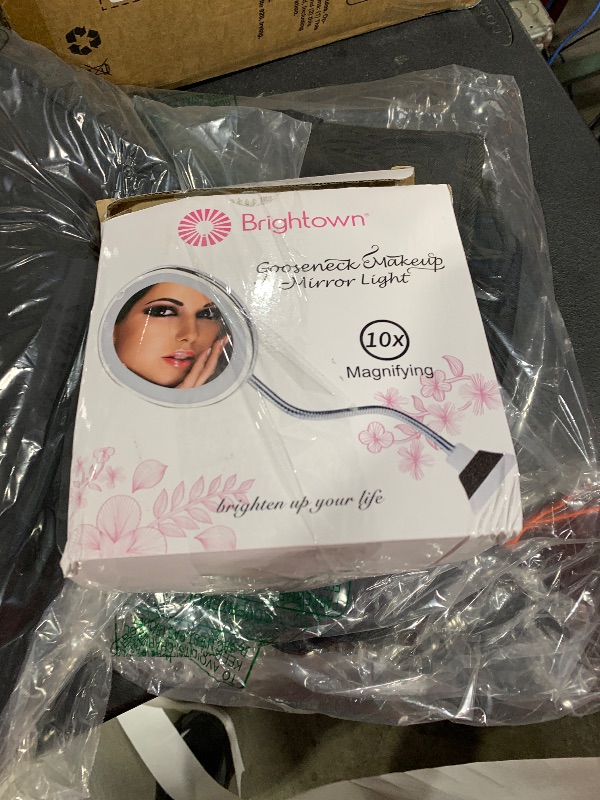 Brightown®
Gooseneck Makeup
Mirror Light
10x
Magnifying
brighten up your life